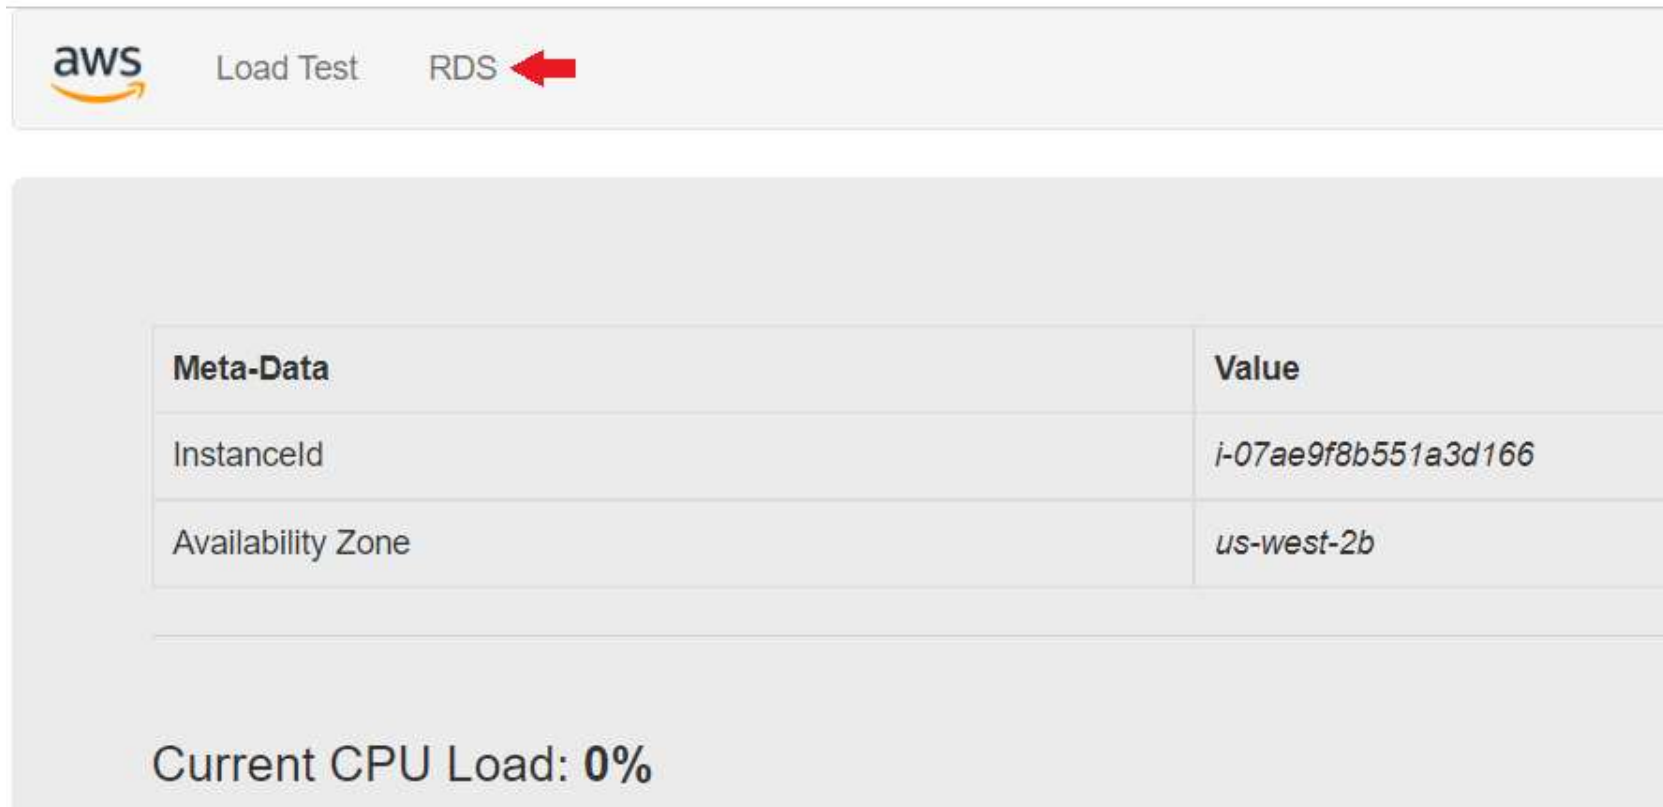 aws Load Test RDS
Meta-Data Value
InstanceId i-07ae9f8b551a3d166
Availability Zone us-west-2b
Current CPU Load: 0%